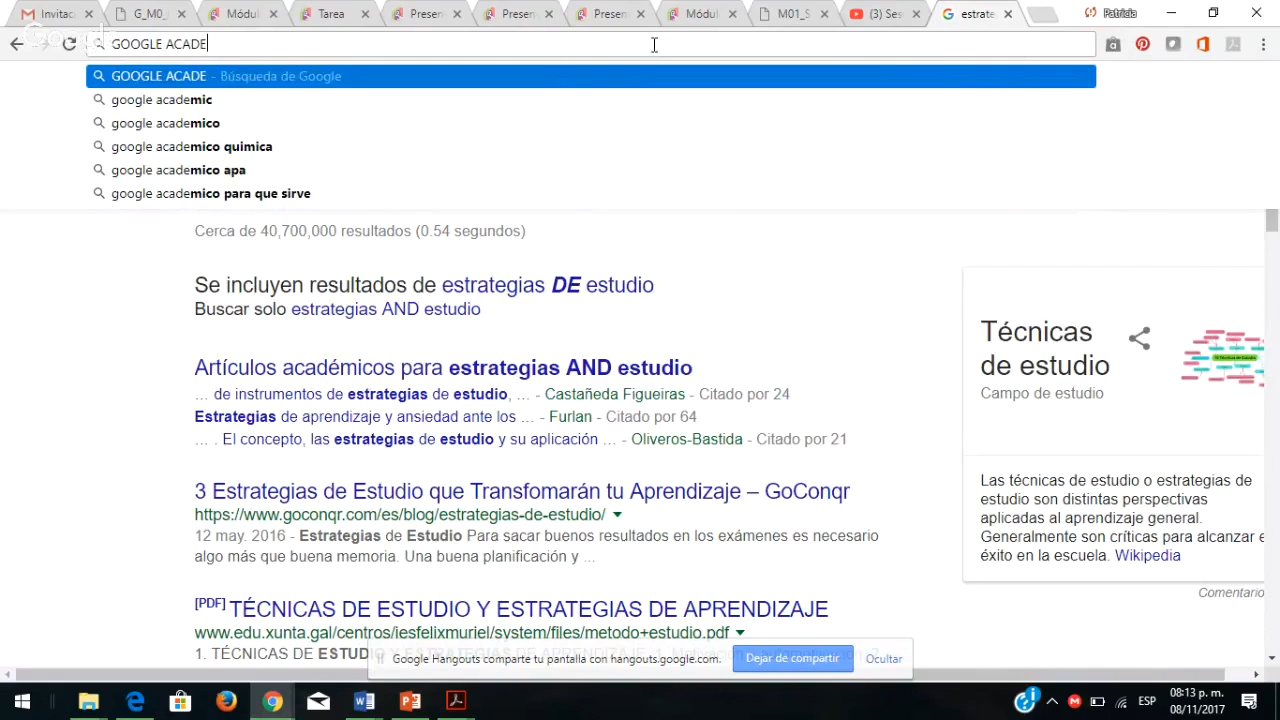 Invitac
G_M0_
Módul
Tarea
Presen
Presen
Presen
Módul
M01_S
(3) Ses
estrate
Patricia
GOOGLE ACADE
GOOGLE ACADE - Búsqueda de Google
google academic
google academico
google academico quimica
google academico apa
google academico para que sirve
Cerca de 40,700,000 resultados (0.54 segundos)
Se incluyen resultados de estrategias DE estudio
Buscar solo estrategias AND estudio
Artículos académicos para estrategias AND estudio
... de instrumentos de estrategias de estudio, ... - Castañeda Figueiras - Citado por 24
Estrategias de aprendizaje y ansiedad ante los ... - Furlan - Citado por 64
... . El concepto, las estrategias de estudio y su aplicación ... - Oliveros-Bastida - Citado por 21
3 Estrategias de Estudio que Transfomarán tu Aprendizaje – GoConqr
https://www.goconqr.com/es/blog/estrategias-de-estudio/
12 may. 2016 - Estrategias de Estudio Para sacar buenos resultados en los exámenes es necesario
algo más que buena memoria. Una buena planificación y ...
[PDF] TÉCNICAS DE ESTUDIO Y ESTRATEGIAS DE APRENDIZAJE
www.edu.xunta.gal/centros/iesfelixmuriel/system/files/metodo+estudio.pdf
1. TÉCNICAS DE ESTUDIO Y ESTRATEGIAS DE APRENDIZAJE
Técnicas
de estudio
Campo de estudio
Las técnicas de estudio o estrategias de
estudio son distintas perspectivas
aplicadas al aprendizaje general.
Generalmente son críticas para alcanzar e
éxito en la escuela. Wikipedia
Comentario
Google Hangouts comparte tu pantalla con hangouts.google.com.
Dejar de compartir
Ocultar
ESP
08:13 p. m.
08/11/2017